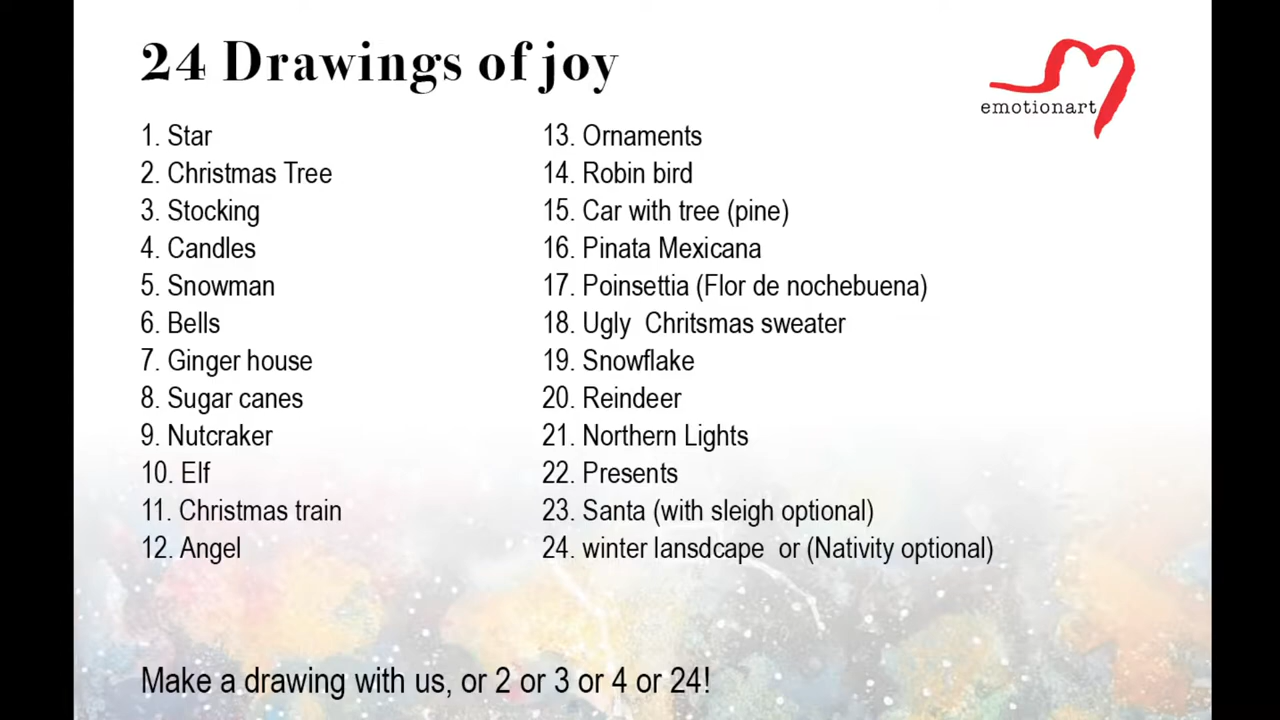 24 Drawings of joy
emotionart
1. Star
2. Christmas Tree
3. Stocking
4. Candles
5. Snowman
6. Bells
7. Ginger house
8. Sugar canes
9. Nutcraker
10. Elf
11. Christmas train
12. Angel
13. Ornaments
14. Robin bird
15. Car with tree (pine)
16. Pinata Mexicana
17. Poinsettia (Flor de nochebuena)
18. Ugly  Chritsmas sweater
19. Snowflake
20. Reindeer
21. Northern Lights
22. Presents
23. Santa (with sleigh optional)
24. winter lansdcape  or (Nativity optional)
Make a drawing with us, or 2 or 3 or 4 or 24!